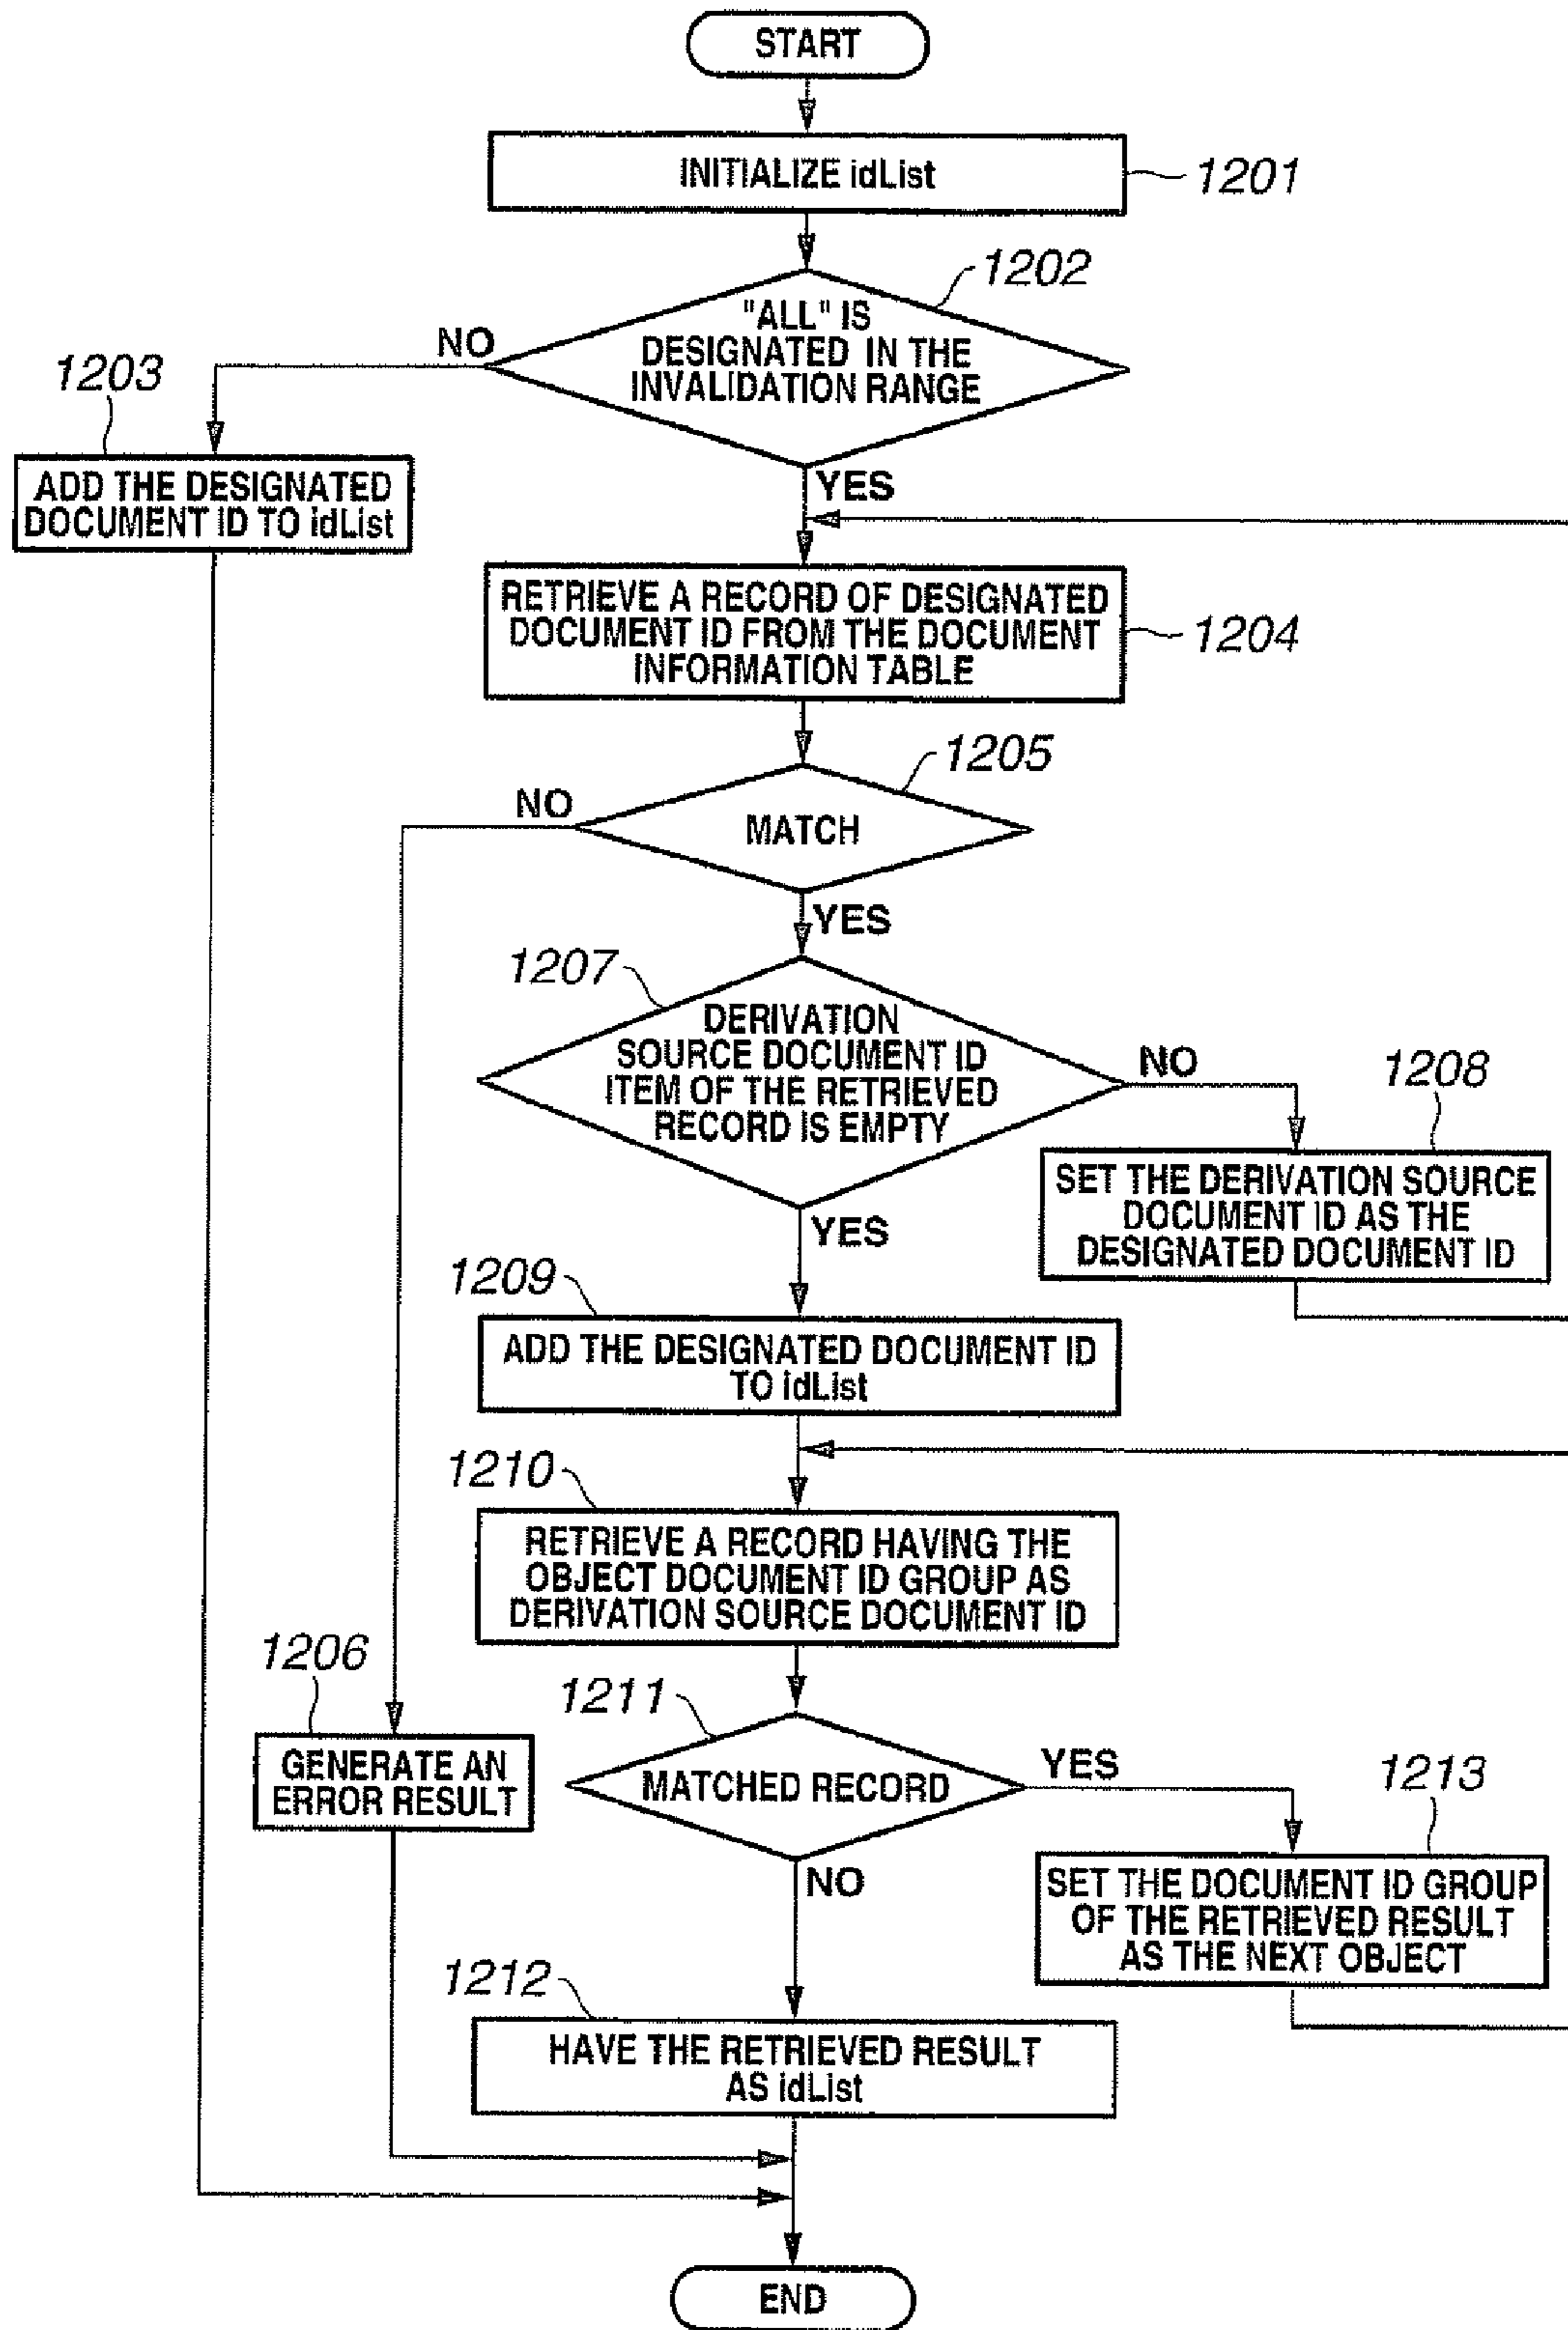 START
INITIALIZE idList
1201
1202
"ALL" IS
DESIGNATED IN THE
INVALIDATION RANGE
NO
YES
1203
ADD THE DESIGNATED
DOCUMENT ID TO idList
RETRIEVE A RECORD OF DESIGNATED
DOCUMENT ID FROM THE DOCUMENT
INFORMATION TABLE
1204
1205
MATCH
NO
YES
1207
DERIVATION
SOURCE DOCUMENT ID
ITEM OF THE RETRIEVED
RECORD IS EMPTY
NO
YES
1208
SET THE DERIVATION SOURCE
DOCUMENT ID AS THE
DESIGNATED DOCUMENT ID
1209
ADD THE DESIGNATED DOCUMENT ID
TO idList
1210
RETRIEVE A RECORD HAVING THE
OBJECT DOCUMENT ID GROUP AS
DERIVATION SOURCE DOCUMENT ID
1206
GENERATE AN
ERROR RESULT
1211
MATCHED RECORD
YES
NO
1213
SET THE DOCUMENT ID GROUP
OF THE RETRIEVED RESULT
AS THE NEXT OBJECT
1212
HAVE THE RETRIEVED RESULT
AS idList
END